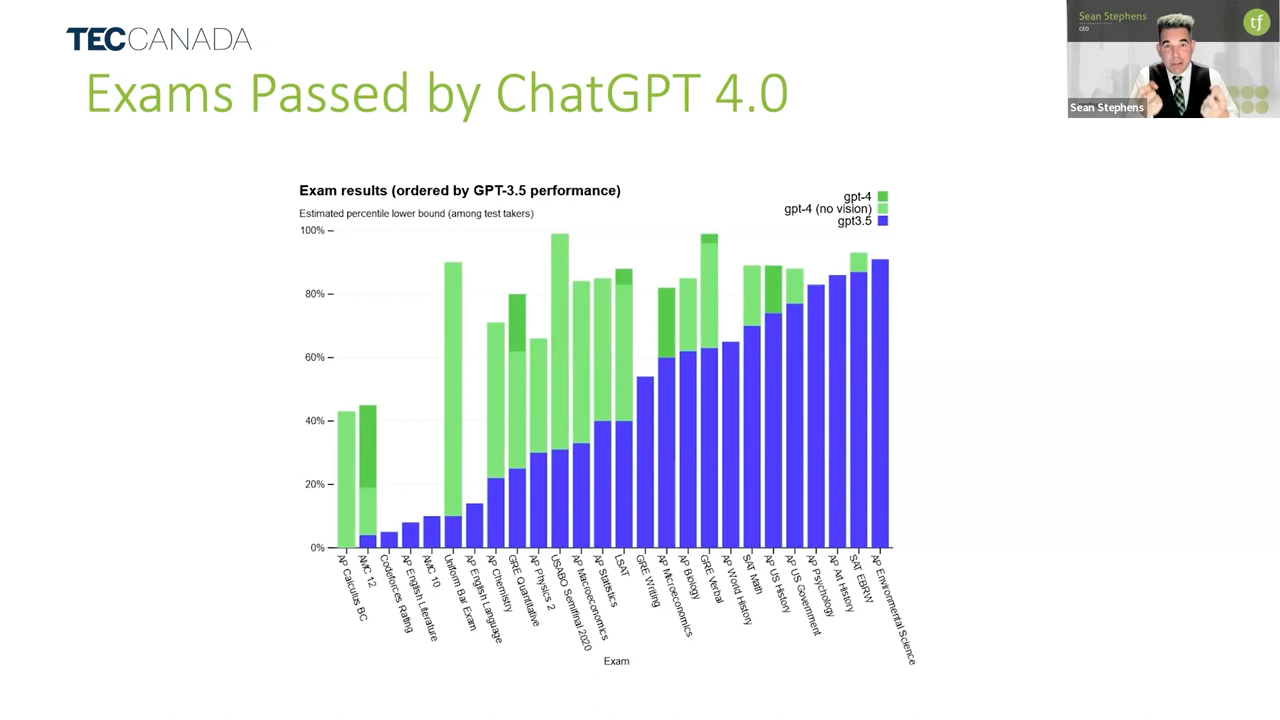 TECCANADA
Exams Passed by ChatGPT 4.0
Sean Stephens
CEO
tf
Sean Stephens
Exam results (ordered by GPT-3.5 performance)
Estimated percentile lower bound (among test takers)
gpt-4
gpt-4 (no vision)
gpt3.5
100%
80%
60%
40%
20%
0%
AP Calculus BC
AMC 12
Codeforces Rating
AP English Literature
AMC 10
Uniform Bar Exam
AP English Language
AP Chemistry
GRE Quantitative
AP Physics 2
USABO Semifinal 2020
AP Macroeconomics
AP Statistics
LSAT
GRE Writing
AP Microeconomics
AP Biology
GRE Verbal
AP World History
SAT Math
AP US History
AP US Government
AP Psychology
AP Art History
SAT EBRW
AP Environmental Science
Exam